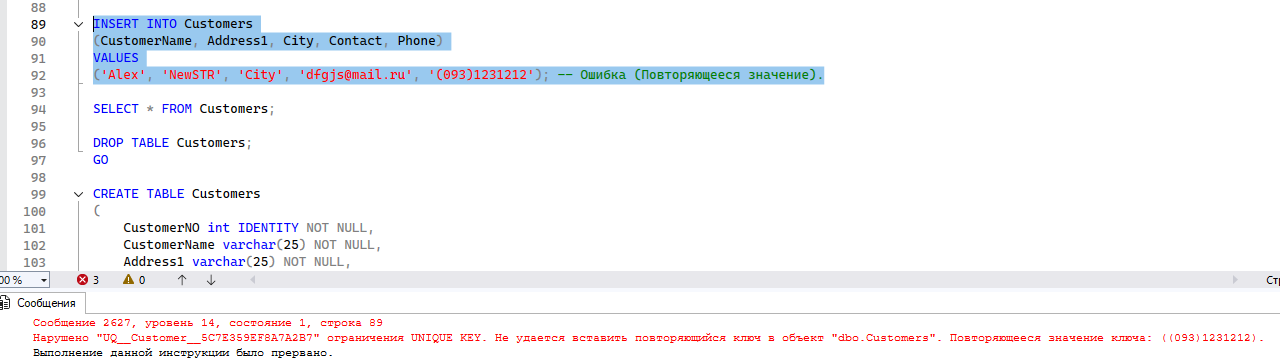 88
89 INSERT INTO Customers
90 (CustomerName, Address1, City, Contact, Phone)
91 VALUES
92 ('Alex', 'NewSTR', 'City', 'dfgjs@mail.ru', '(093)1231212'); -- Ошибка (Повторяющееся значение).
93
94 SELECT * FROM Customers;
95
96 DROP TABLE Customers;
97 GO
98
99 CREATE TABLE Customers
100 (
101 CustomerNO int IDENTITY NOT NULL,
102 CustomerName varchar(25) NOT NULL,
103 Address1 varchar(25) NOT NULL,
00 % 3 0 Стр
Сообщения
Сообщение 2627, уровень 14, состояние 1, строка 89
Нарушено "UQ__Customer__5C7E359EF8A7A2B7" ограничения UNIQUE KEY. Не удается вставить повторяющийся ключ в объект "dbo.Customers". Повторяющееся значение ключа: ((093)1231212).
Выполнение данной инструкции было прервано.